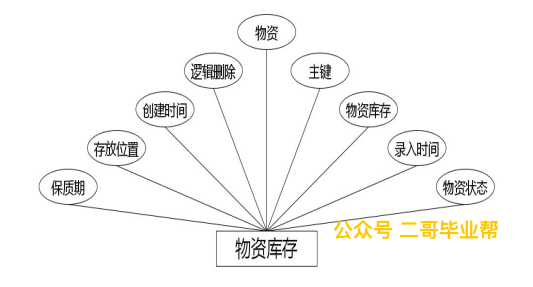 物资
逻辑删除
主键
创建时间
物资库存
存放位置
录入时间
保质期
物资状态
公众号 二哥毕业帮
物资库存